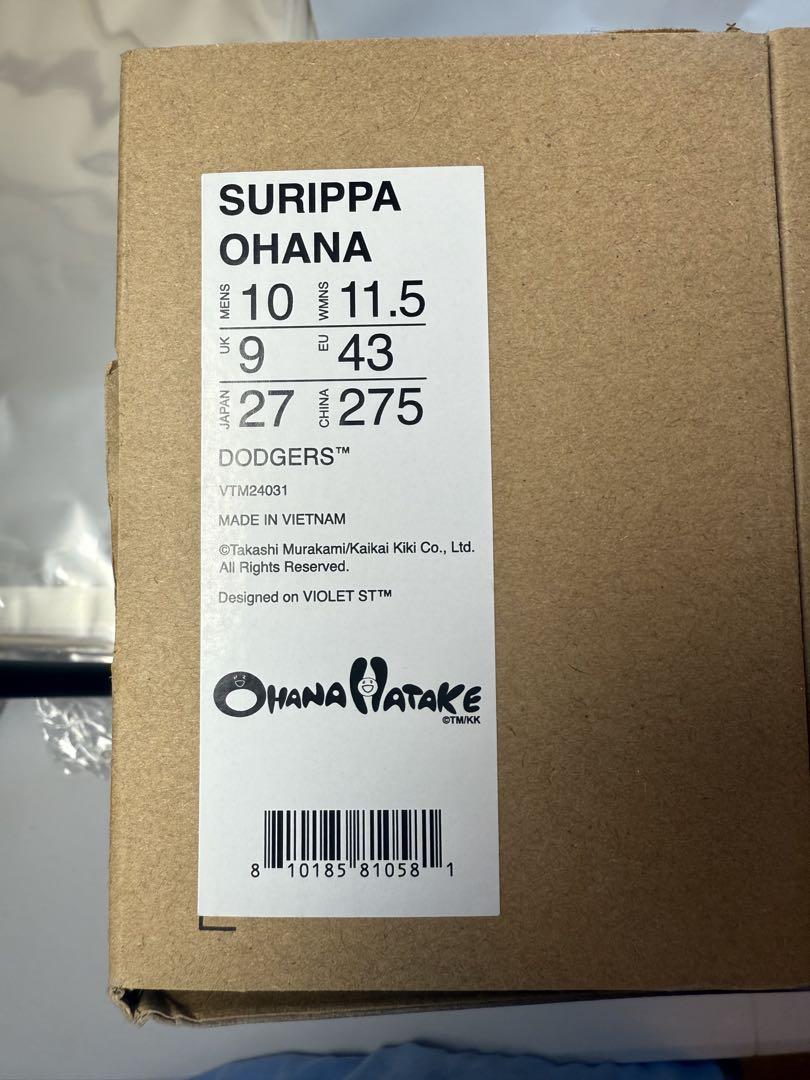 SURIPPA
OHANA
MENS 10 WMNS 11.5
UK 9 EU 43
JAPAN 27 CHINA 275
DODGERS™
VTM24031
MADE IN VIETNAM
©Takashi Murakami/Kaikai Kiki Co., Ltd.
All Rights Reserved.
Designed on VIOLET ST™
OHANA HATAKE
©TM/KK
8 10185 81058 1